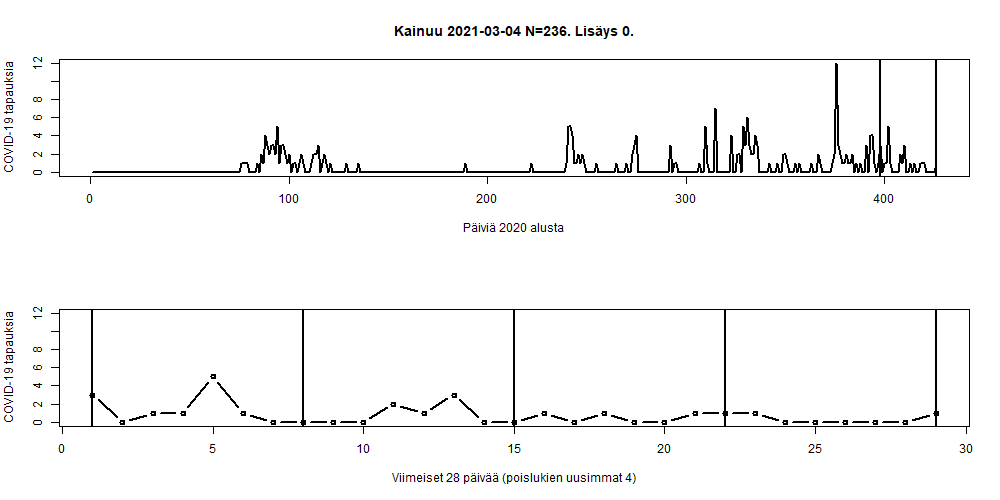 Kainuu 2021-03-04 N=236. Lisäys 0.
COVID-19 tapauksia
0 2 4 6 8 12
0 100 200 300 400
Päiviä 2020 alusta
COVID-19 tapauksia
0 2 4 6 8 12
0 5 10 15 20 25 30
Viimeiset 28 päivää (poislukien uusimmat 4)